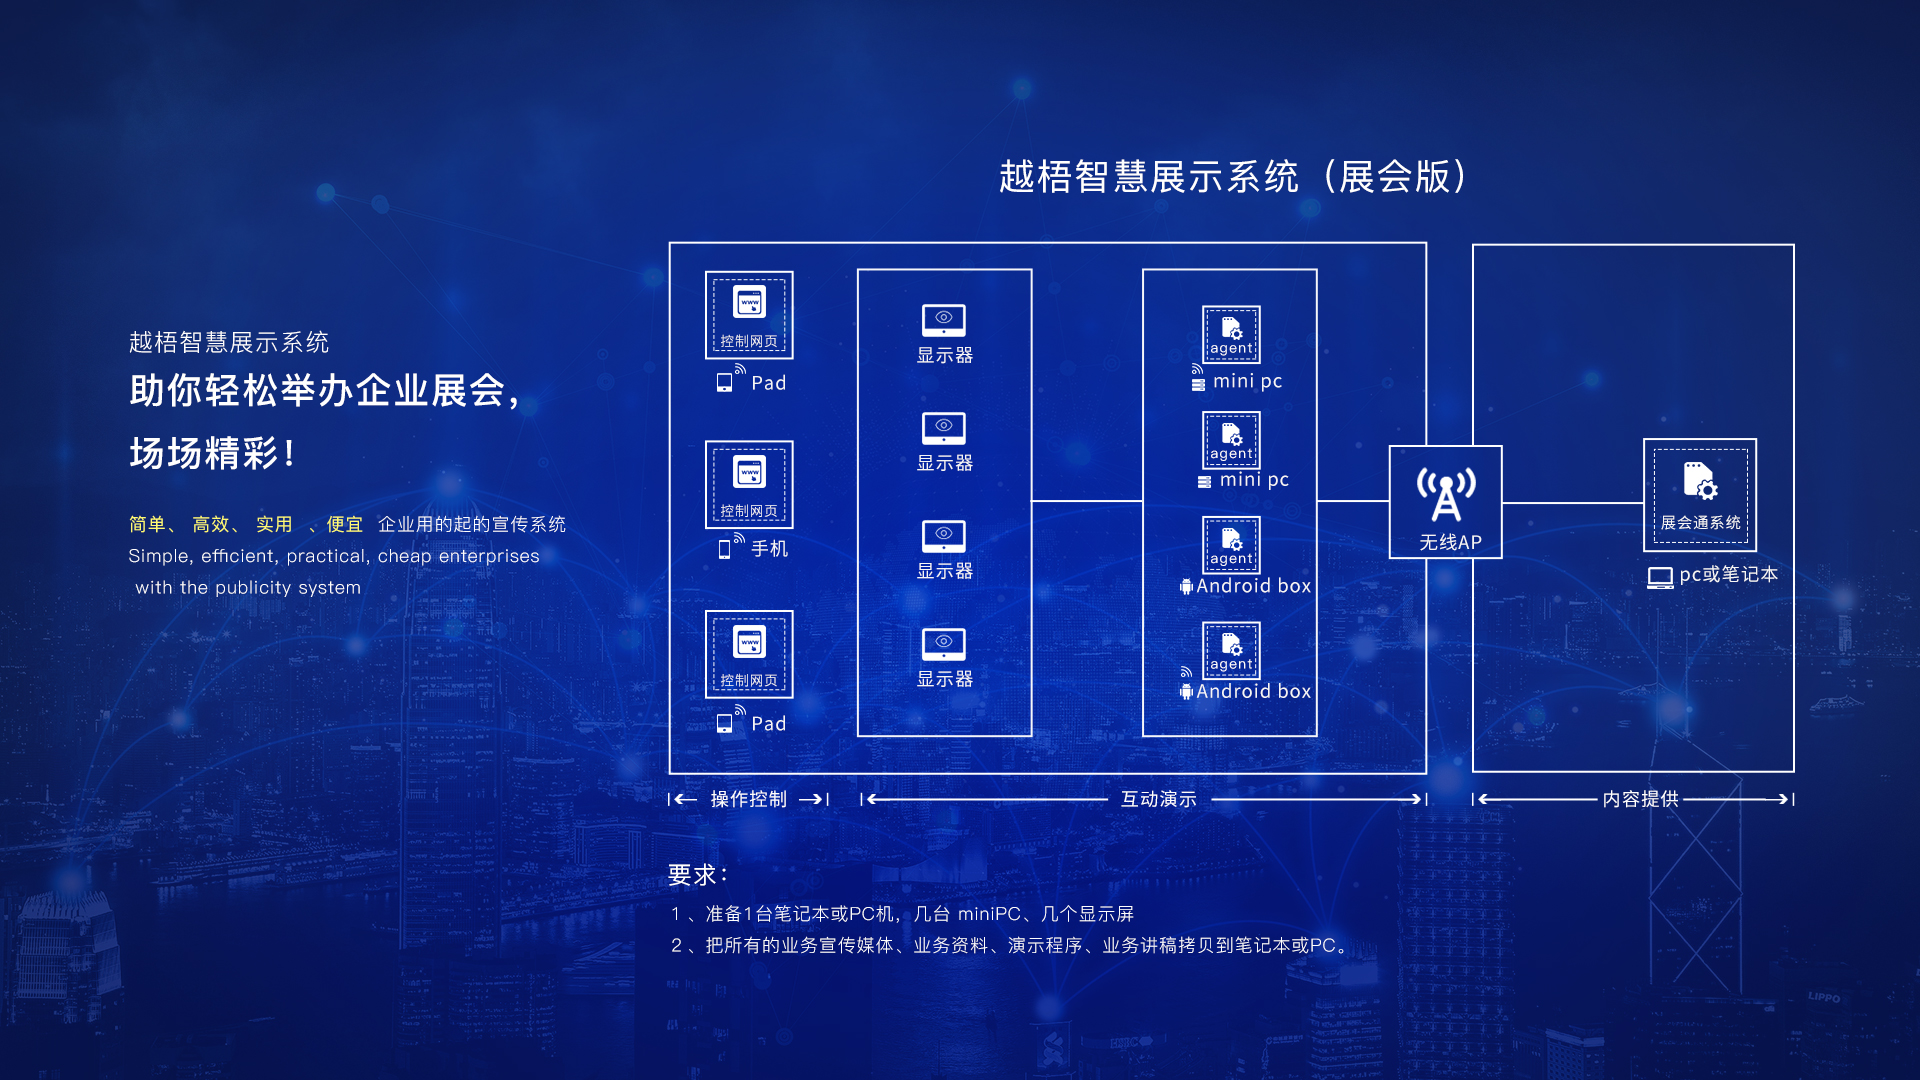 越梧智慧展示系统（展会版）
越梧智慧展示系统
助你轻松举办企业展会，
场场精彩！
简单、 高效、 实用 、便宜 企业用的起的宣传系统
Simple, efficient, practical, cheap enterprises
with the publicity system
www
控制网页
Pad
www
控制网页
手机
www
控制网页
Pad
显示器
显示器
显示器
显示器
agent
mini pc
agent
mini pc
agent
Android box
agent
Android box
无线AP
展会通系统
pc或笔记本
操作控制
互动演示
内容提供
要求：
1 、准备1台笔记本或PC机，几台 miniPC、几个显示屏
2 、把所有的业务宣传媒体、业务资料、演示程序、业务讲稿拷贝到笔记本或PC。
LIPPO